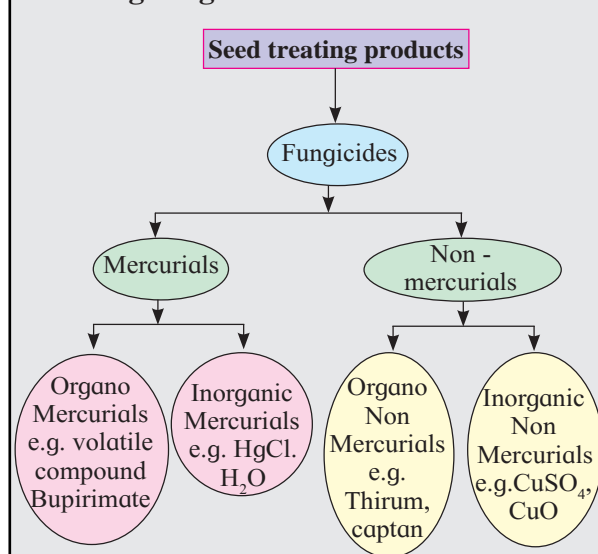 Seed treating products
Fungicides
Mercurials
Non -
mercurials
Organo
Mercurials
e.g. volatile
compound
Bupirimate
Inorganic
Mercurials
e.g. HgCl.
H₂O
Organo
Non
Mercurials
e.g.
Thirum,
captan
Inorganic
Non
Mercurials
e.g.CuSO₄,
CuO